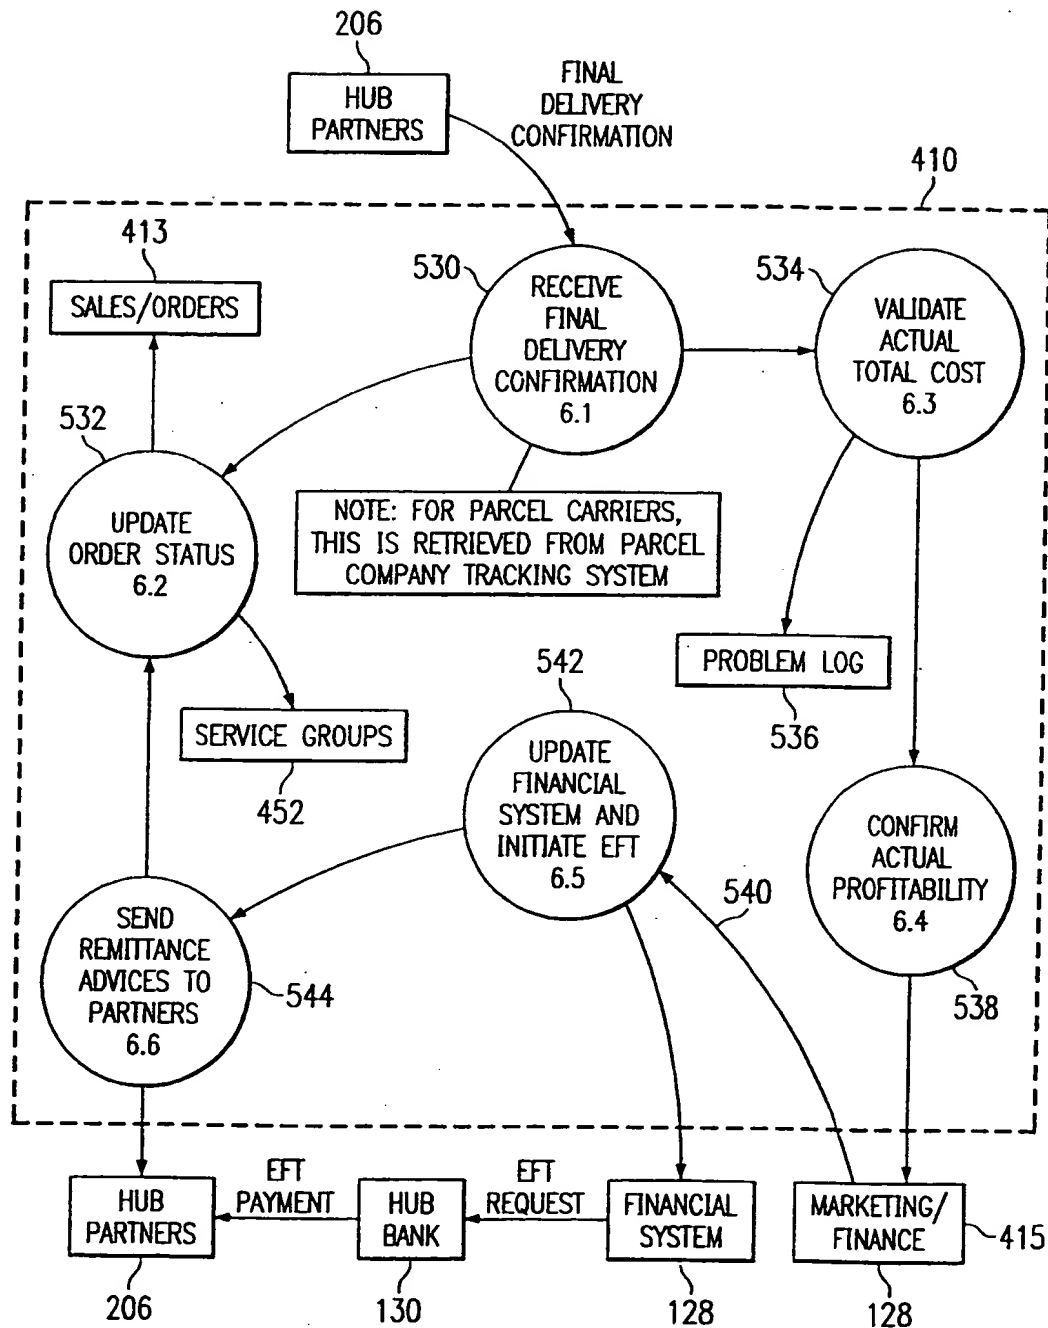 206
HUB
PARTNERS
FINAL
DELIVERY
CONFIRMATION
410
413
SALES/ORDERS
530
RECEIVE
FINAL
DELIVERY
CONFIRMATION
6.1
534
VALIDATE
ACTUAL
TOTAL COST
6.3
532
UPDATE
ORDER STATUS
6.2
NOTE: FOR PARCEL CARRIERS,
THIS IS RETRIEVED FROM PARCEL
COMPANY TRACKING SYSTEM
PROBLEM LOG
536
SERVICE GROUPS
452
542
UPDATE
FINANCIAL
SYSTEM AND
INITIATE EFT
6.5
CONFIRM
ACTUAL
PROFITABILITY
6.4
538
540
SEND
REMITTANCE
ADVICES TO
PARTNERS
6.6
544
HUB
PARTNERS
206
EFT
PAYMENT
HUB
BANK
130
EFT
REQUEST
FINANCIAL
SYSTEM
128
MARKETING/
FINANCE
415
128